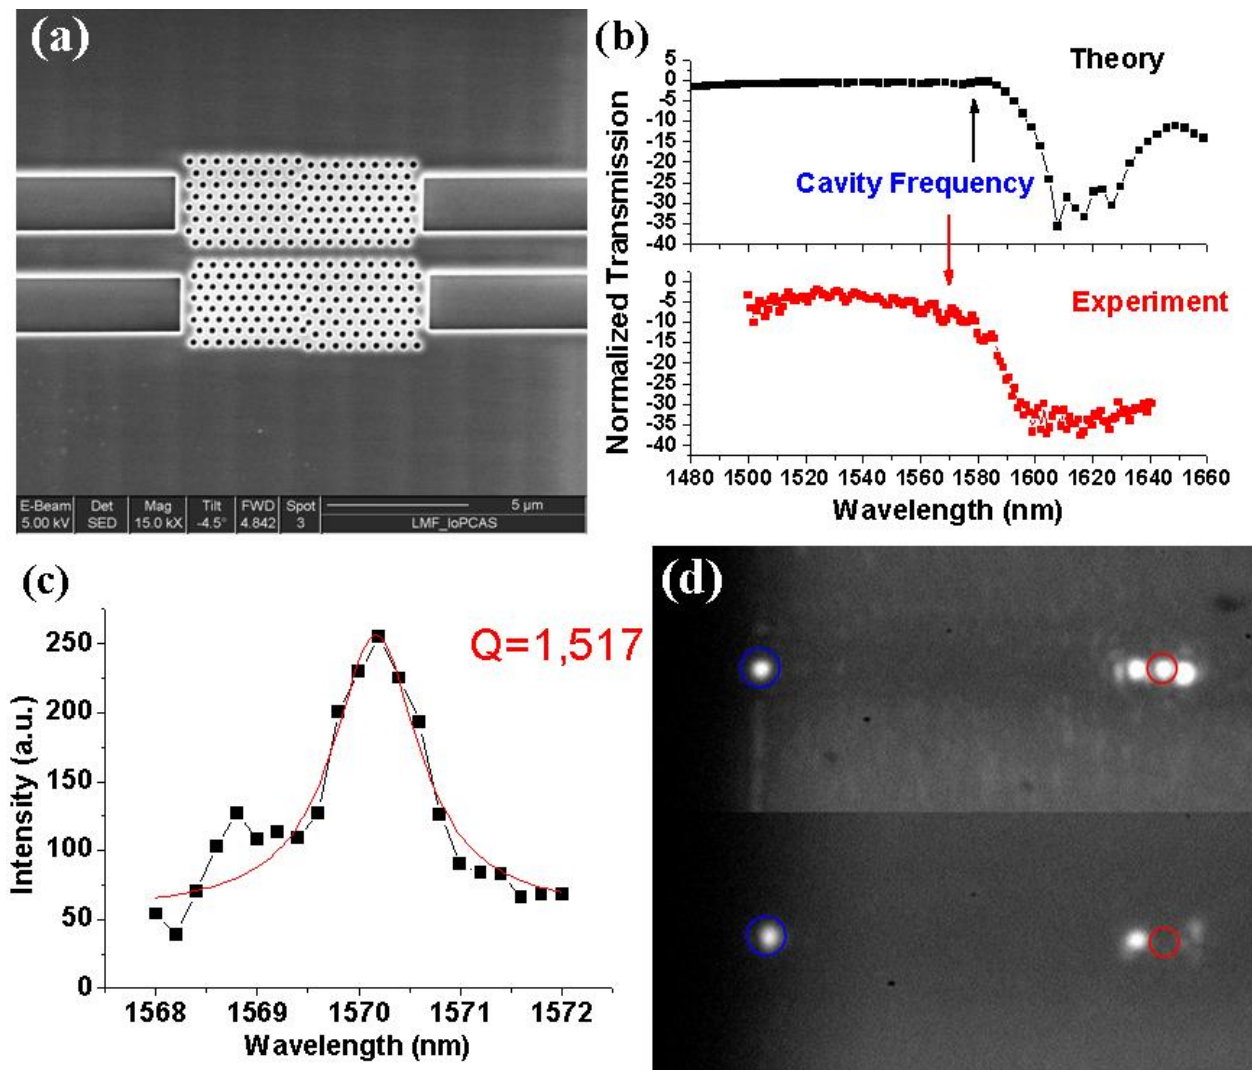 (a)
E-Beam Det Mag Tilt FWD Spot 5 µm
5.00 kV SED 15.0 kX -4.5° 4.842 3 LMF_IoPCAS
(b)
Normalized Transmission
5
0
-5
-10
-15
-20
-25
-30
-35
-40
Theory
Cavity Frequency
0
-5
-10
-15
-20
-25
-30
-35
-40
Experiment
1480 1500 1520 1540 1560 1580 1600 1620 1640 1660
Wavelength (nm)
(c)
Q=1,517
Intensity (a.u.)
250
200
150
100
50
0
1568 1569 1570 1571 1572
Wavelength (nm)
(d)